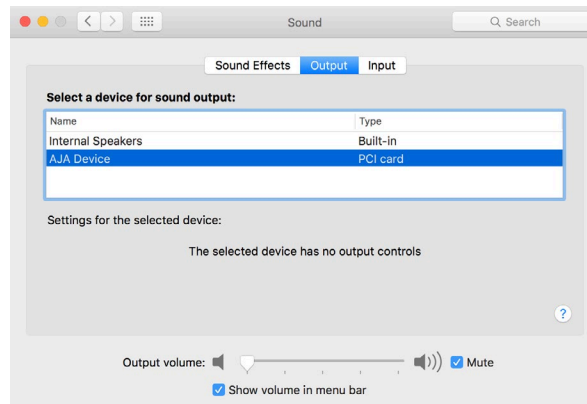 Sound
Search
Sound Effects Output Input
Select a device for sound output:
Name Type
Internal Speakers Built-in
AJA Device PCI card
Settings for the selected device:
The selected device has no output controls
?
Output volume: Mute
Show volume in menu bar